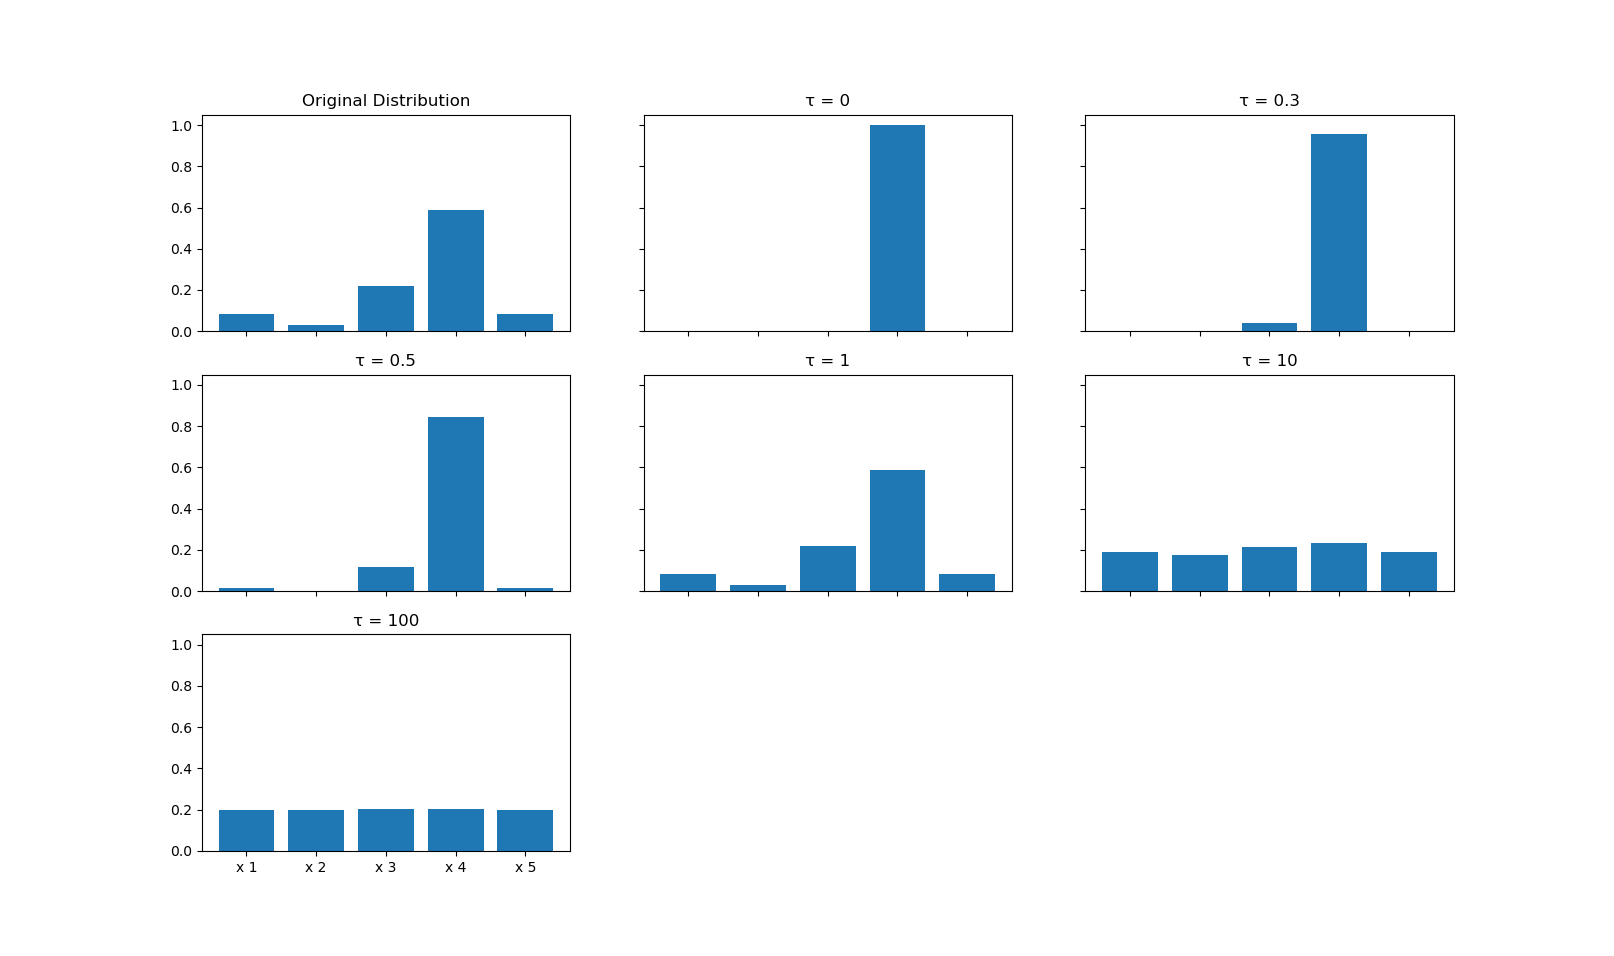 Original Distribution
τ = 0
τ = 0.3
1.0
0.8
0.6
0.4
0.2
0.0
τ = 0.5
τ = 1
τ = 10
1.0
0.8
0.6
0.4
0.2
0.0
τ = 100
1.0
0.8
0.6
0.4
0.2
0.0
x 1 x 2 x 3 x 4 x 5